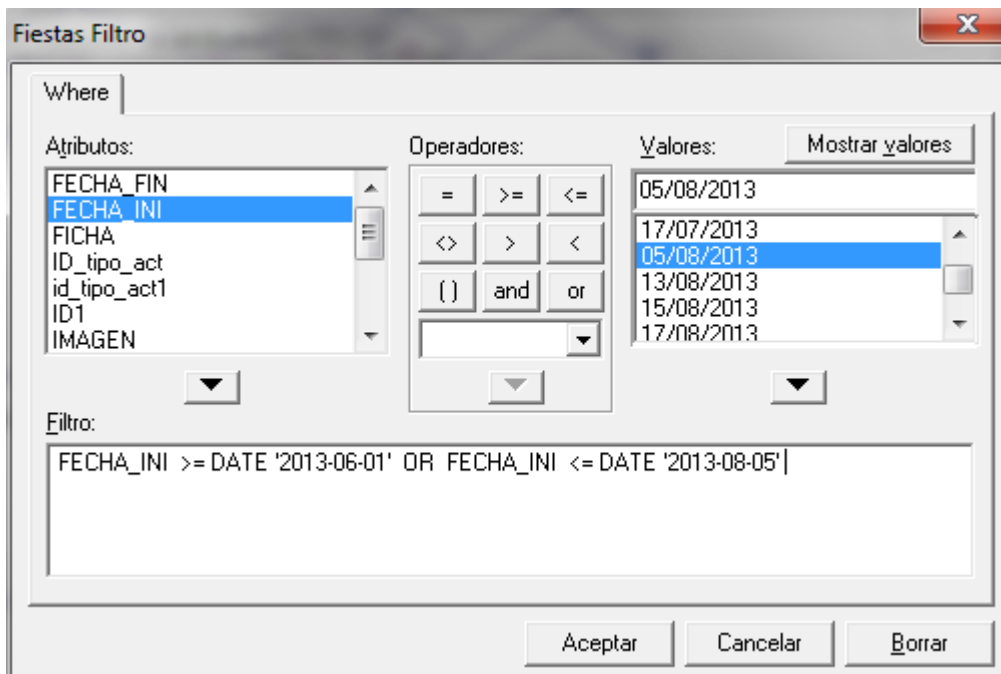 Fiestas Filtro
x
Where
Atributos:
Operadores:
Valores:
Mostrar valores
FECHA_FIN
FECHA_INI
FICHA
ID_tipo_act
id_tipo_act1
ID1
IMAGEN
= >= <=
<> > <
( ) and or
05/08/2013
17/07/2013
05/08/2013
13/08/2013
15/08/2013
17/08/2013
Filtro:
FECHA_INI >= DATE '2013-06-01' OR FECHA_INI <= DATE '2013-08-05'
Aceptar
Cancelar
Borrar